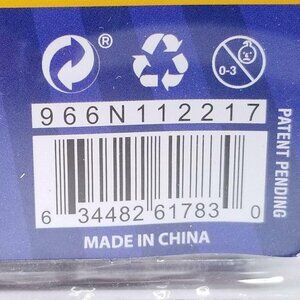 ®
0-3
966N112217
6 34482 61783 0
MADE IN CHINA
PATENT PENDING